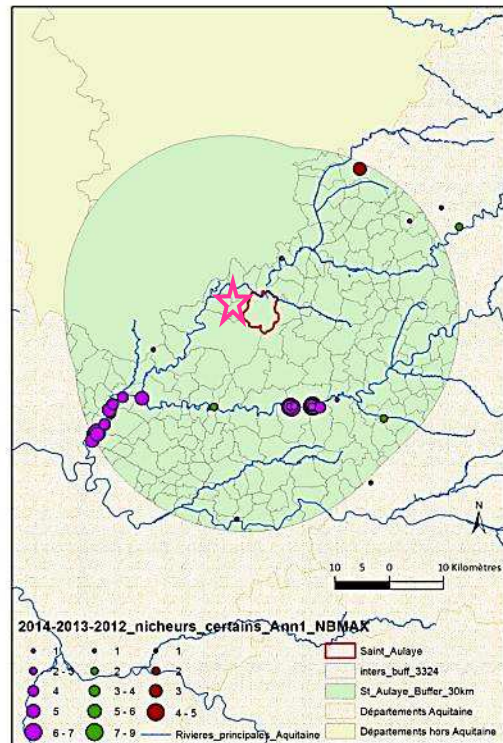 N
10 5 0 10 Kilomètres
2014-2013-2012_nicheurs_certains_Ann1_NBMAX
1 1 1
2 - 3 2 2
4 3 - 4 3
5 5 - 6 4 - 5
6 - 7 7 - 9 Rivieres_principales_Aquitaine
Saint_Aulaye
inters_buff_3324
St_Aulaye_Buffer_30km
Départements Aquitaine
Départements hors Aquitaine